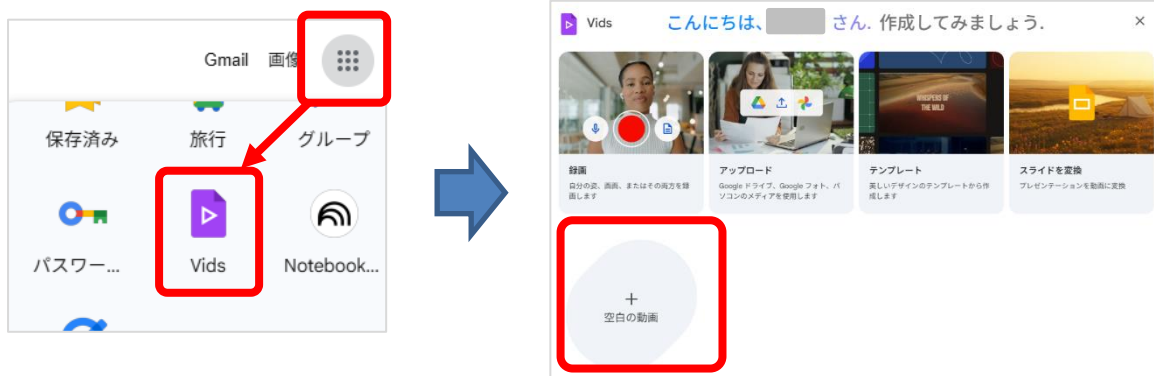 Gmail 画像
保存済み 旅行 グループ
パスワー... Vids Notebook...
Vids
こんにちは、 さん. 作成してみましょう.
WHISPERS OF
THE WILD
録画
自分の姿、画面、またはその両方を録
画します
アップロード
Google ドライブ、Google フォト、パ
ソコンのメディアを使用します
テンプレート
美しいデザインのテンプレートから作
成します
スライドを変換
プレゼンテーションを動画に変換
空白の動画